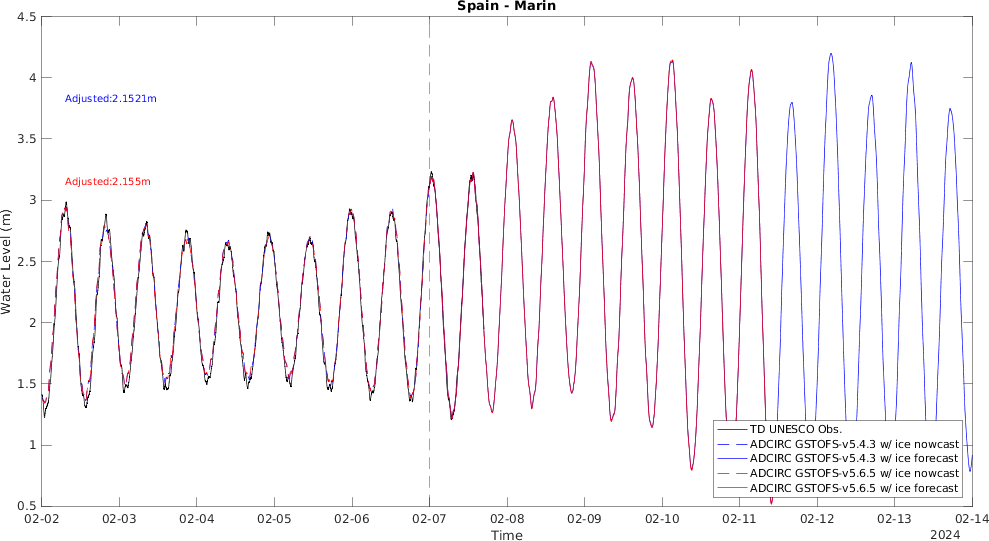 Spain - Marin
4.5
4
3.5
3
2.5
2
1.5
1
0.5
Water Level (m)
Adjusted:2.1521m
Adjusted:2.155m
TD UNESCO Obs.
ADCIRC GSTOFS-v5.4.3 w/ ice nowcast
ADCIRC GSTOFS-v5.4.3 w/ ice forecast
ADCIRC GSTOFS-v5.6.5 w/ ice nowcast
ADCIRC GSTOFS-v5.6.5 w/ ice forecast
02-02 02-03 02-04 02-05 02-06 02-07 02-08 02-09 02-10 02-11 02-12 02-13 02-14
Time
2024